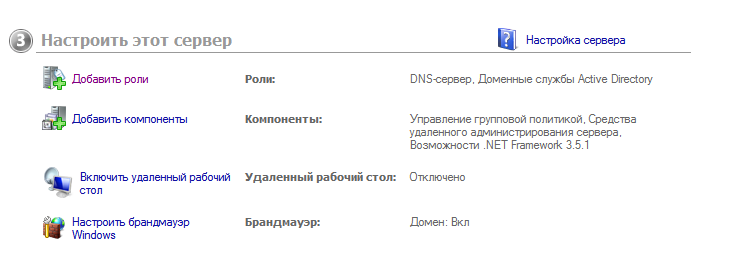 3 Настроить этот сервер
Настройка сервера
Добавить роли
Роли:
DNS-сервер, Доменные службы Active Directory
Добавить компоненты
Компоненты:
Управление групповой политикой, Средства
удаленного администрирования сервера,
Возможности .NET Framework 3.5.1
Включить удаленный рабочий
стол
Удаленный рабочий стол:
Отключено
Настроить брандмауэр
Windows
Брандмауэр:
Домен: Вкл